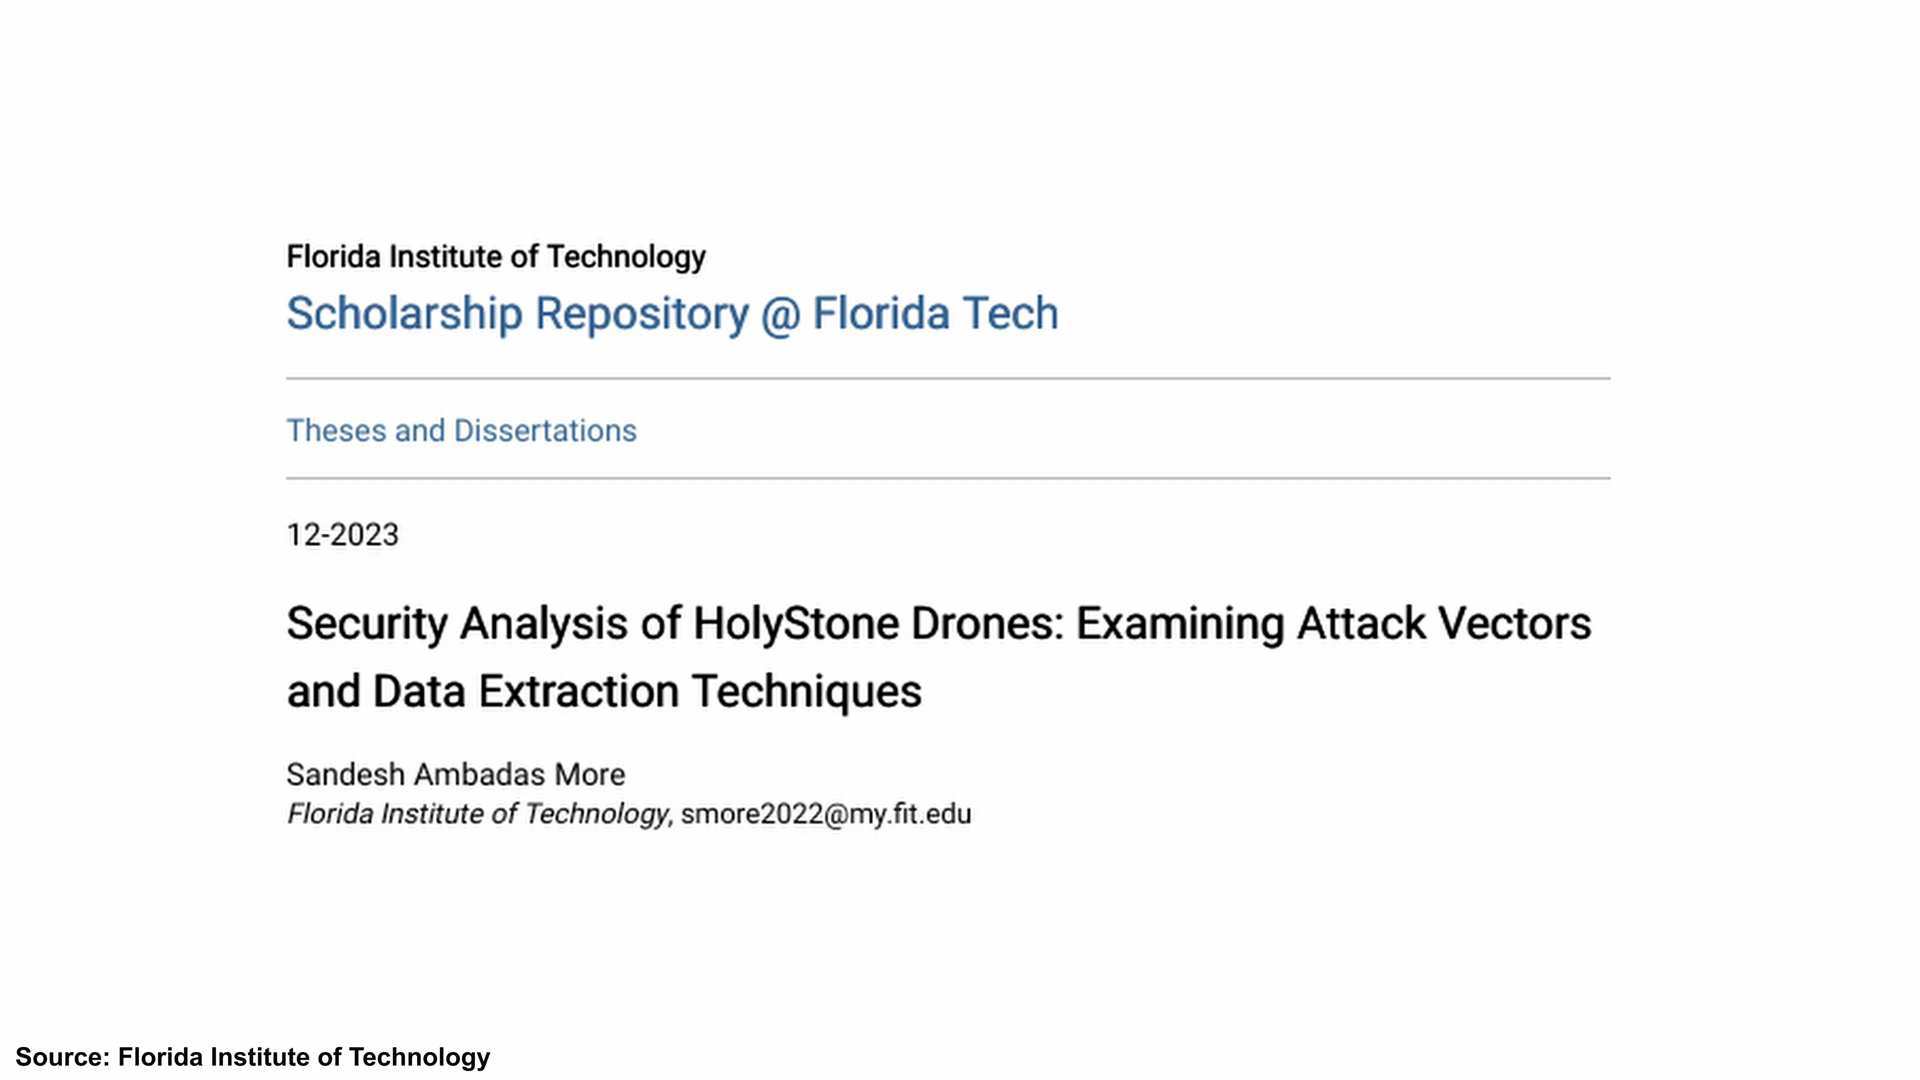 Florida Institute of Technology
Scholarship Repository @ Florida Tech
Theses and Dissertations
12-2023
Security Analysis of HolyStone Drones: Examining Attack Vectors
and Data Extraction Techniques
Sandesh Ambadas More
Florida Institute of Technology, smore2022@my.fit.edu
Source: Florida Institute of Technology